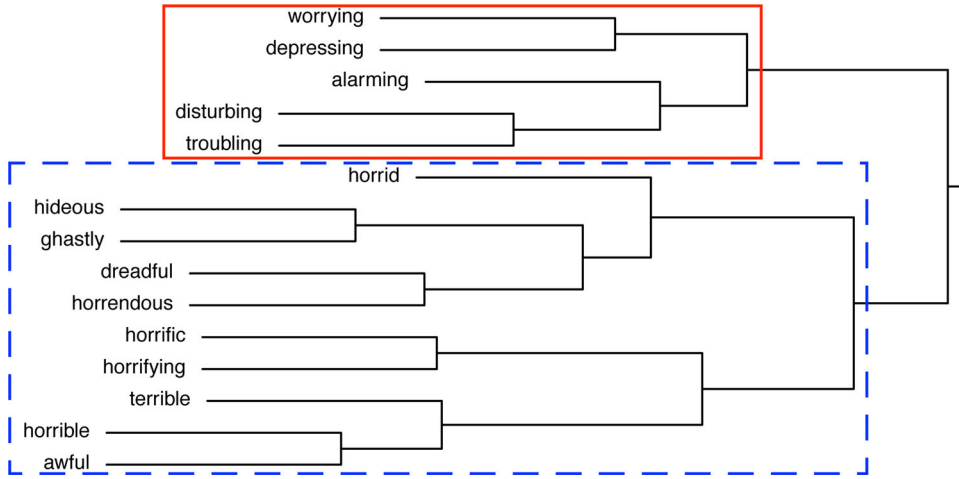 worrying
depressing
alarming
disturbing
troubling
horrid
hideous
ghastly
dreadful
horrendous
horrific
horrifying
terrible
horrible
awful